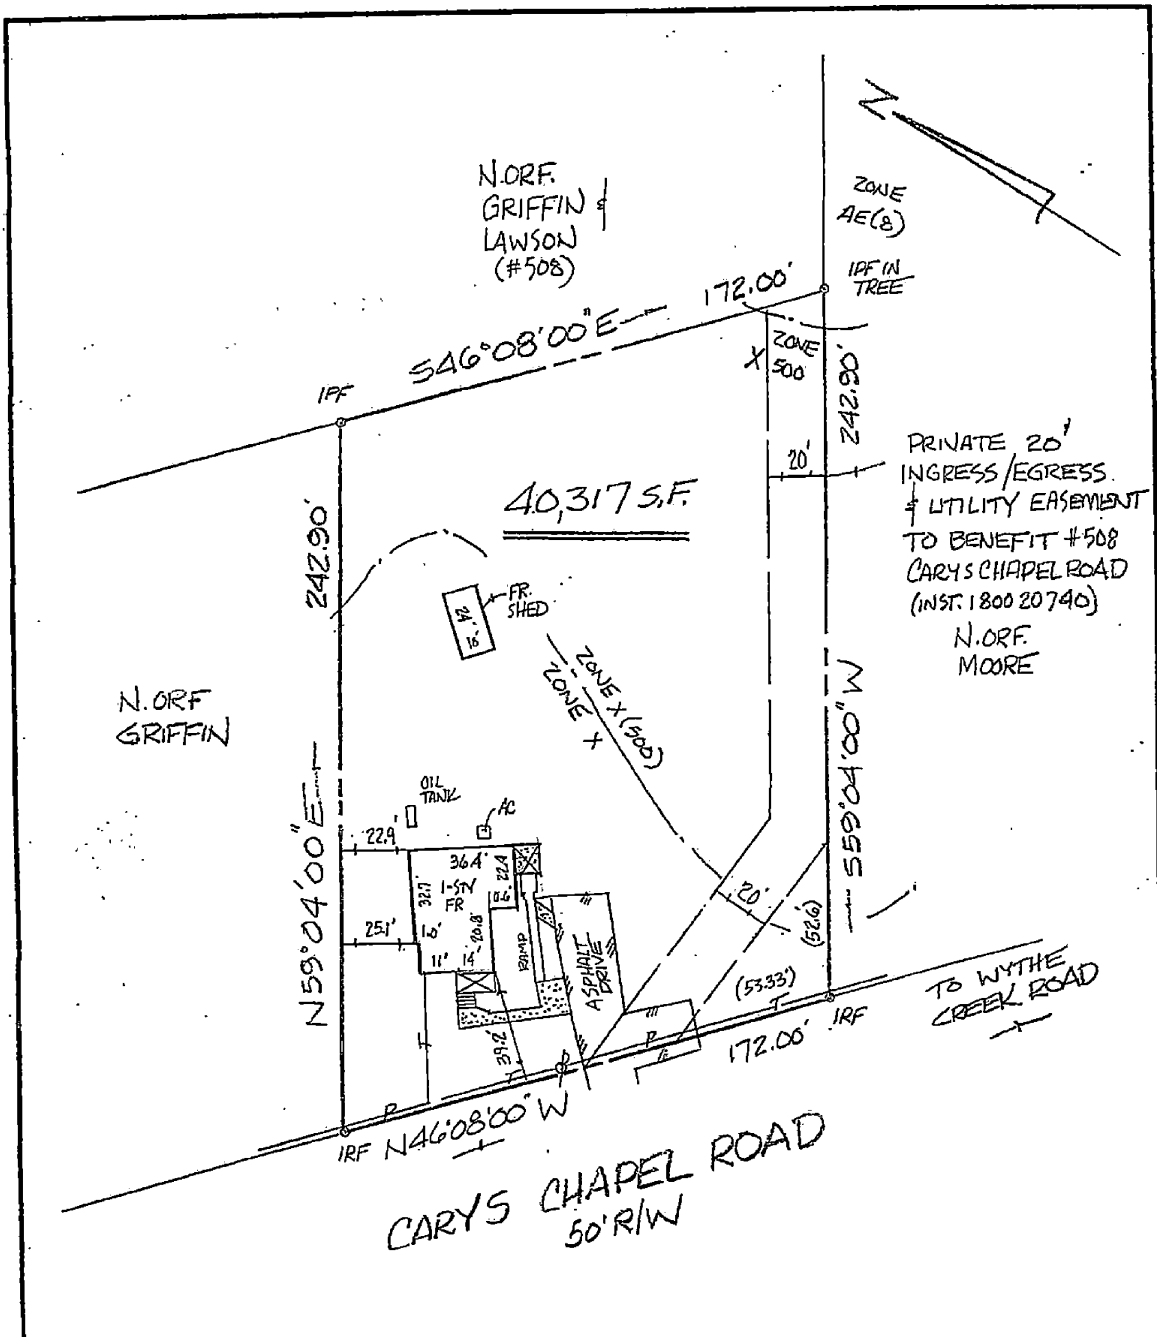 N
N.ORF.
GRIFFIN &
LAWSON
(#508)
ZONE
AE(8)
IPF IN
TREE
172.00'
S46°08'00"E
IPF
ZONE
X 500
242.90'
20'
PRIVATE 20'
INGRESS/EGRESS
& UTILITY EASEMENT
TO BENEFIT #508
CARYS CHAPEL ROAD
(INST. 180020740)
N.ORF.
MOORE
40,317 S.F.
242.90'
FR.
SHED
24'
ZONE X (500)
ZONE X
N.ORF
GRIFFIN
N59°04'00"E
S59°04'00"W
OIL
TANK
AC
22.9'
36.4'
22.4
32.7'
1-STY
FR
25.1'
1.0'
20.8'
11'
14'
RAMP
ASPHALT
DRIVE
20'
(52.6)
(53.33')
T
T
39.2'
T
P
P
P
TO WYTHE
CREEK ROAD
IRF
172.00'
IRF
N46°08'00"W
CARYS CHAPEL ROAD
50' R/W